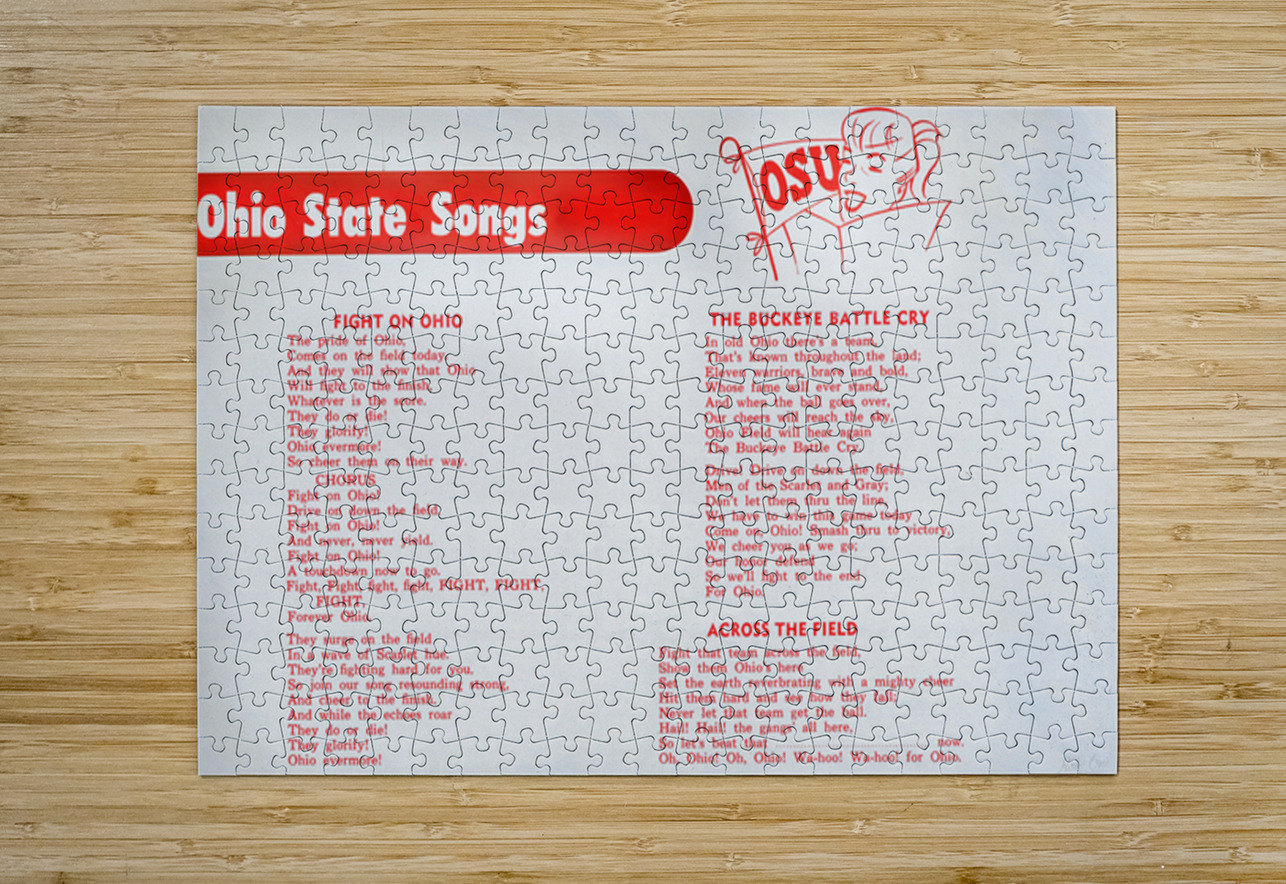 Ohio State Songs
OSU
FIGHT ON OHIO
The pride of Ohio,
Comes on the field today
And they will show that Ohio
Will fight to the finish,
Whatever is the score.
They do or die!
They glorify!
Ohio evermore!
So cheer them on their way.
CHORUS
Fight on Ohio!
Drive on down the field,
Fight on Ohio!
And never, never yield.
Fight on Ohio!
A touchdown now to go.
Fight, Fight, fight, fight, FIGHT, FIGHT,
FIGHT,
Forever Ohio.
They surge on the field,
In a wave of Scarlet hue.
They're fighting hard for you.
So join our song resounding strong,
And cheer to the finish,
And while the echoes roar
They do or die!
They glorify!
Ohio evermore!
THE BUCKEYE BATTLE CRY
In old Ohio there's a team,
That's known throughout the land;
Eleven warriors, brave and bold,
Whose fame will ever stand,
And when the ball goes over,
Our cheers will reach the sky,
Ohio Field will hear again
The Buckeye Battle Cry.
Drive! Drive on down the field,
Men of the Scarlet and Gray;
Don't let them thru the line,
We have to win this game today
Come on, Ohio! Smash thru to victory,
We cheer you as we go;
Our honor defend
So we'll fight to the end
For Ohio.
ACROSS THE FIELD
Fight that team across the field,
Show them Ohio's here
Set the earth reverbrating with a mighty cheer
Hit them hard and see how they fall;
Never let that team get the ball.
Hail! Hail! the gangs all here,
So let's beat that now.
Oh, Ohio! Oh, Ohio! Wa-hoo! Wa-hoo! for Ohio.